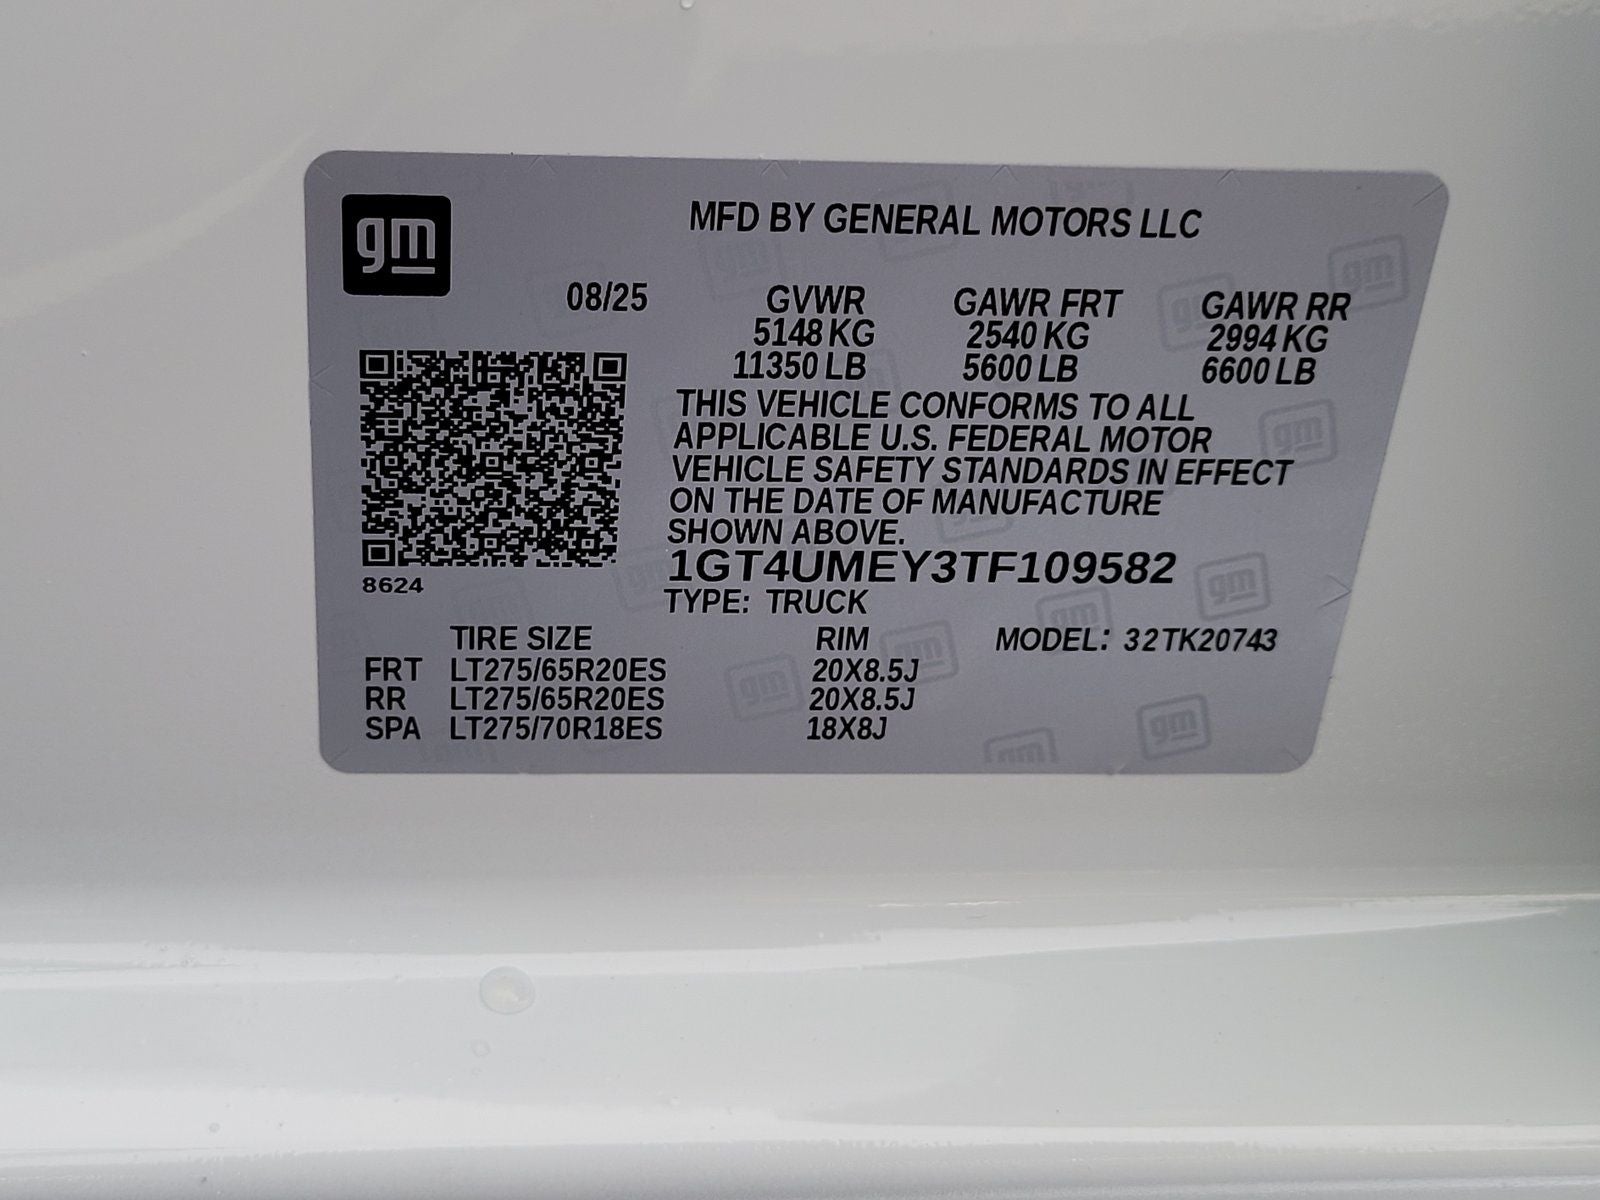 gm
MFD BY GENERAL MOTORS LLC
08/25 GVWR GAWR FRT GAWR RR
5148 KG 2540 KG 2994 KG
11350 LB 5600 LB 6600 LB
THIS VEHICLE CONFORMS TO ALL
APPLICABLE U.S. FEDERAL MOTOR
VEHICLE SAFETY STANDARDS IN EFFECT
ON THE DATE OF MANUFACTURE
SHOWN ABOVE.
1GT4UMEY3TF109582
8624
TYPE: TRUCK
TIRE SIZE RIM MODEL: 32TK20743
FRT LT275/65R20ES 20X8.5J
RR LT275/65R20ES 20X8.5J
SPA LT275/70R18ES 18X8J